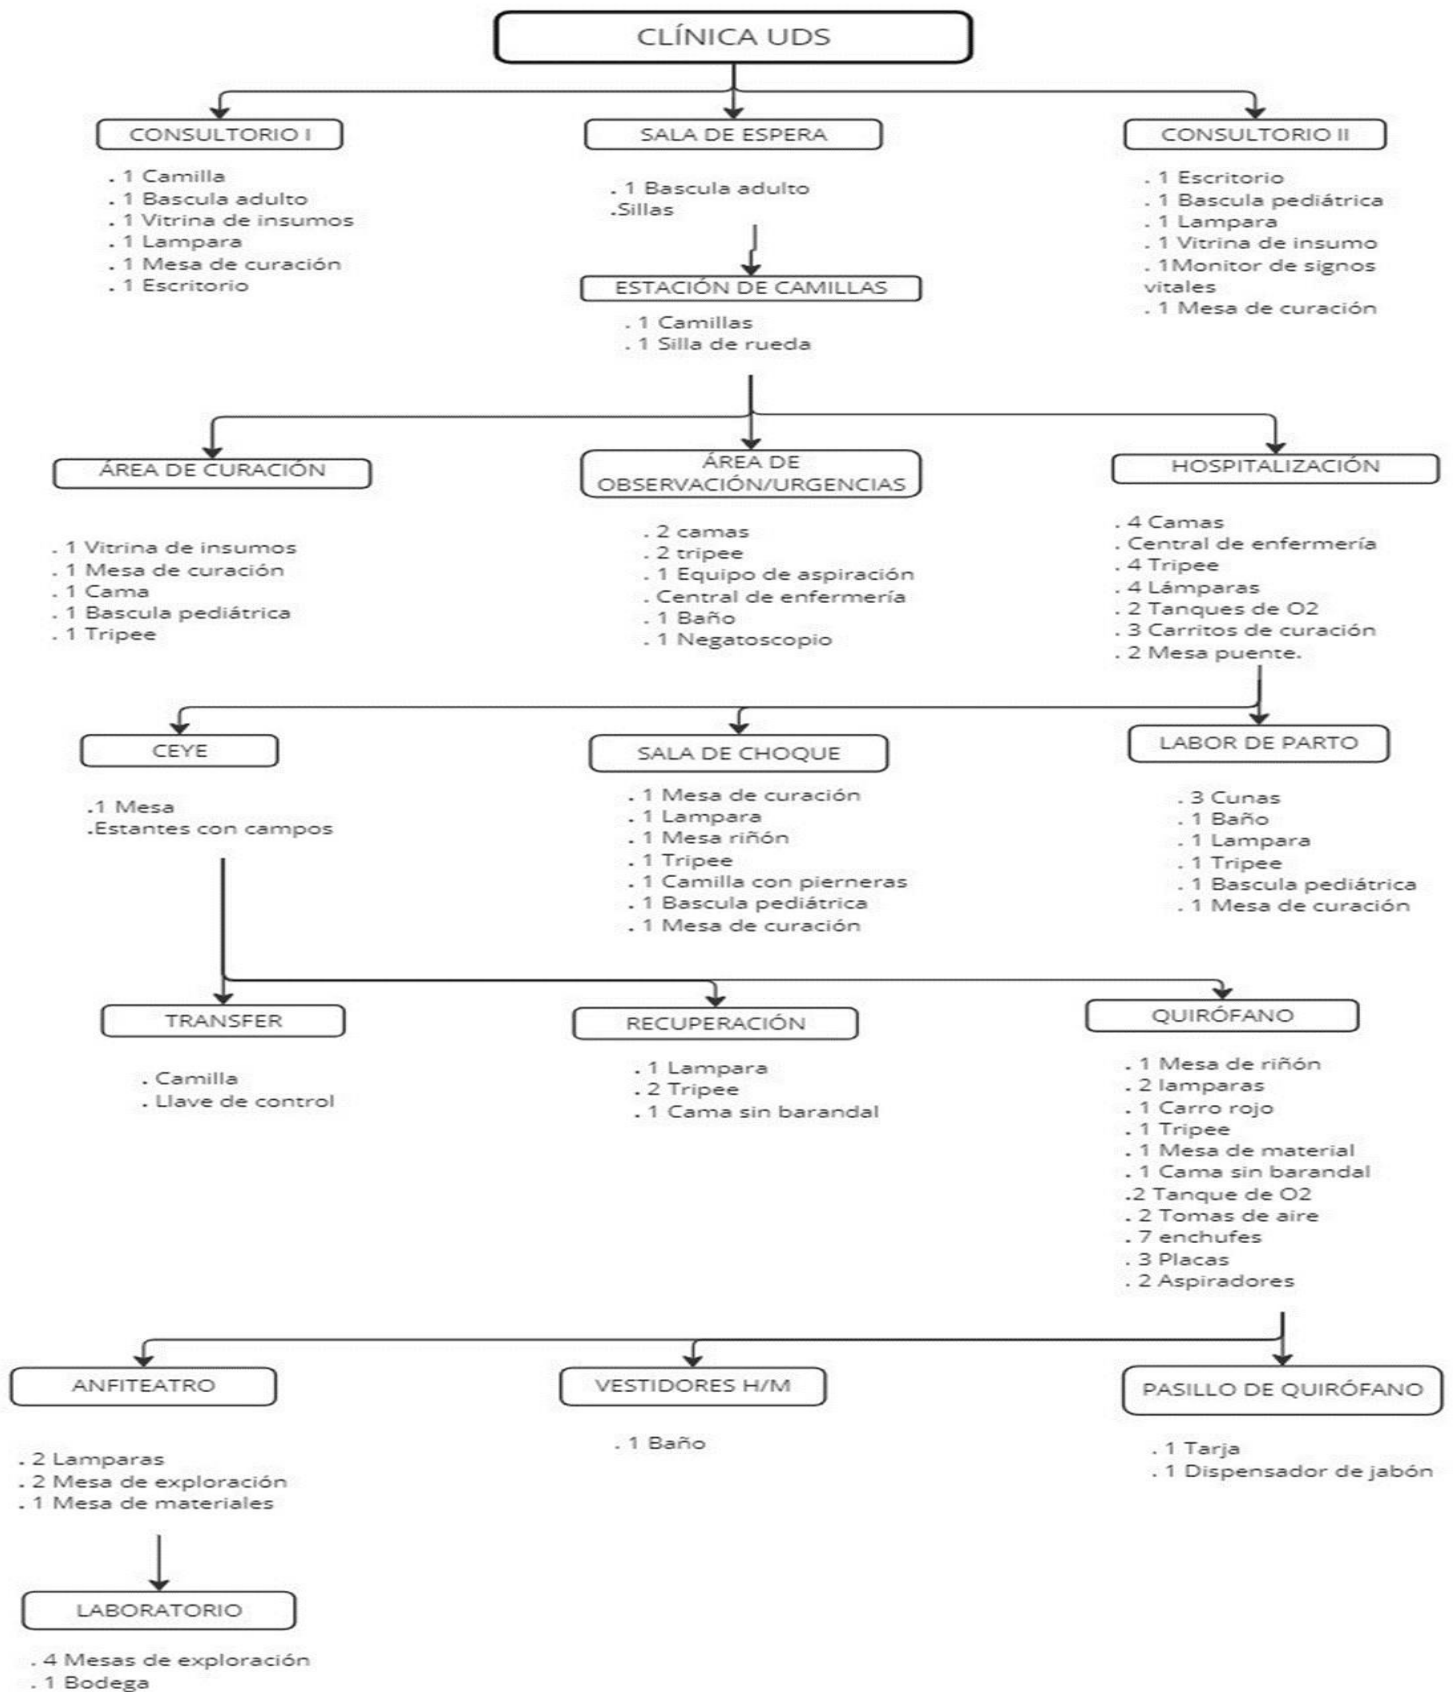 CLÍNICA UDS
CONSULTORIO I
. 1 Camilla
. 1 Bascula adulto
. 1 Vitrina de insumos
. 1 Lampara
. 1 Mesa de curación
. 1 Escritorio
SALA DE ESPERA
. 1 Bascula adulto
.Sillas
CONSULTORIO II
. 1 Escritorio
. 1 Bascula pediátrica
. 1 Lampara
. 1 Vitrina de insumo
. 1Monitor de signos
vitales
. 1 Mesa de curación
ESTACIÓN DE CAMILLAS
. 1 Camillas
. 1 Silla de rueda
ÁREA DE CURACIÓN
. 1 Vitrina de insumos
. 1 Mesa de curación
. 1 Cama
. 1 Bascula pediátrica
. 1 Tripee
ÁREA DE
OBSERVACIÓN/URGENCIAS
. 2 camas
. 2 tripee
. 1 Equipo de aspiración
. Central de enfermería
. 1 Baño
. 1 Negatoscopio
HOSPITALIZACIÓN
. 4 Camas
. Central de enfermería
. 4 Tripee
. 4 Lámparas
. 2 Tanques de O2
. 3 Carritos de curación
. 2 Mesa puente.
CEYE
.1 Mesa
.Estantes con campos
SALA DE CHOQUE
. 1 Mesa de curación
. 1 Lampara
. 1 Mesa riñón
. 1 Tripee
. 1 Camilla con pierneras
. 1 Bascula pediátrica
. 1 Mesa de curación
LABOR DE PARTO
. 3 Cunas
. 1 Baño
. 1 Lampara
. 1 Tripee
. 1 Bascula pediátrica
. 1 Mesa de curación
TRANSFER
. Camilla
. Llave de control
RECUPERACIÓN
. 1 Lampara
. 2 Tripee
. 1 Cama sin barandal
QUIRÓFANO
. 1 Mesa de riñón
. 2 lamparas
. 1 Carro rojo
. 1 Tripee
. 1 Mesa de material
. 1 Cama sin barandal
.2 Tanque de O2
. 2 Tomas de aire
. 7 enchufes
. 3 Placas
. 2 Aspiradores
ANFITEATRO
. 2 Lamparas
. 2 Mesa de exploración
. 1 Mesa de materiales
VESTIDORES H/M
. 1 Baño
PASILLO DE QUIRÓFANO
. 1 Tarja
. 1 Dispensador de jabón
LABORATORIO
. 4 Mesas de exploración
. 1 Bodega